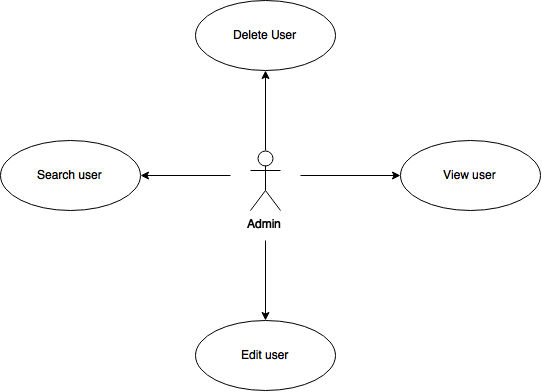 Delete User
Search user
View user
Admin
Edit user